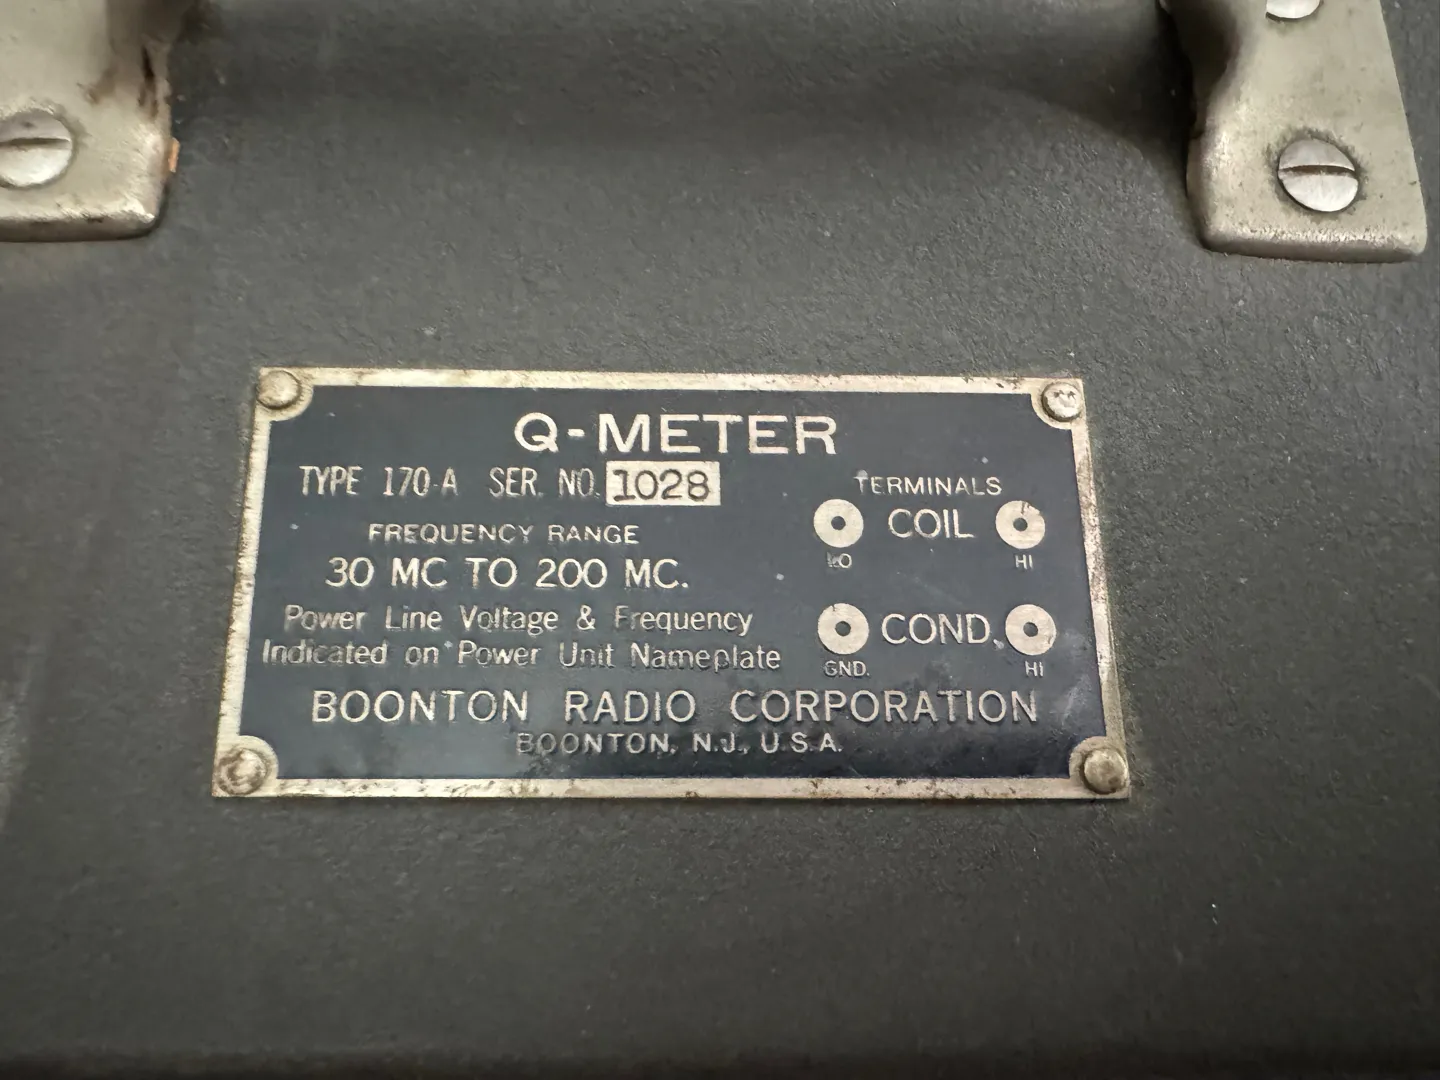 Q-METER
TYPE 170-A SER. NO. 1028
FREQUENCY RANGE
30 MC TO 200 MC.
Power Line Voltage & Frequency
Indicated on Power Unit Nameplate
TERMINALS
COIL
LO HI
COND.
GND. HI
BOONTON RADIO CORPORATION
BOONTON, N.J., U.S.A.